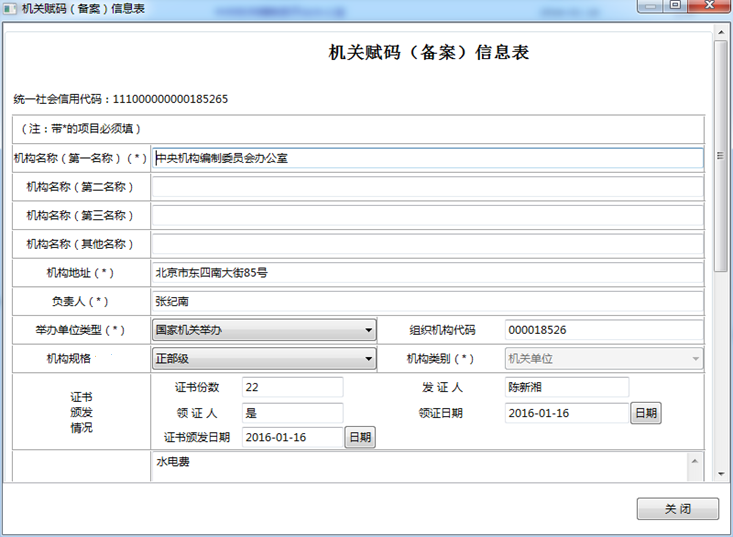 机关赋码（备案）信息表
机关赋码（备案）信息表
统一社会信用代码：111000000000185265
（注：带*的项目必须填）
机构名称（第一名称）（*） 中央机构编制委员会办公室
机构名称（第二名称）
机构名称（第三名称）
机构名称（其他名称）
机构地址（*） 北京市东四南大街85号
负责人（*） 张纪南
举办单位类型（*） 国家机关举办 组织机构代码 000018526
机构规格 正部级 机构类别（*） 机关单位
证书
颁发
情况
证书份数 22 发 证 人 陈新湘
领 证 人 是 领证日期 2016-01-16 日期
证书颁发日期 2016-01-16 日期
水电费
关 闭